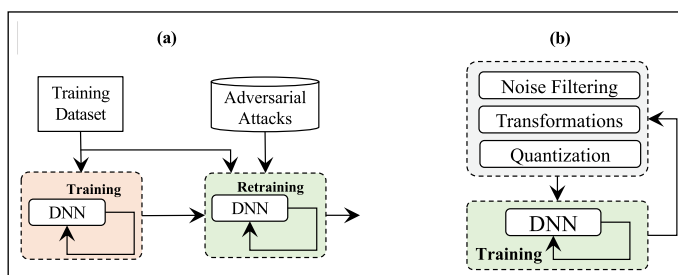 (a)
Training
Dataset
Adversarial
Attacks
Training
DNN
Retraining
DNN
(b)
Noise Filtering
Transformations
Quantization
DNN
Training